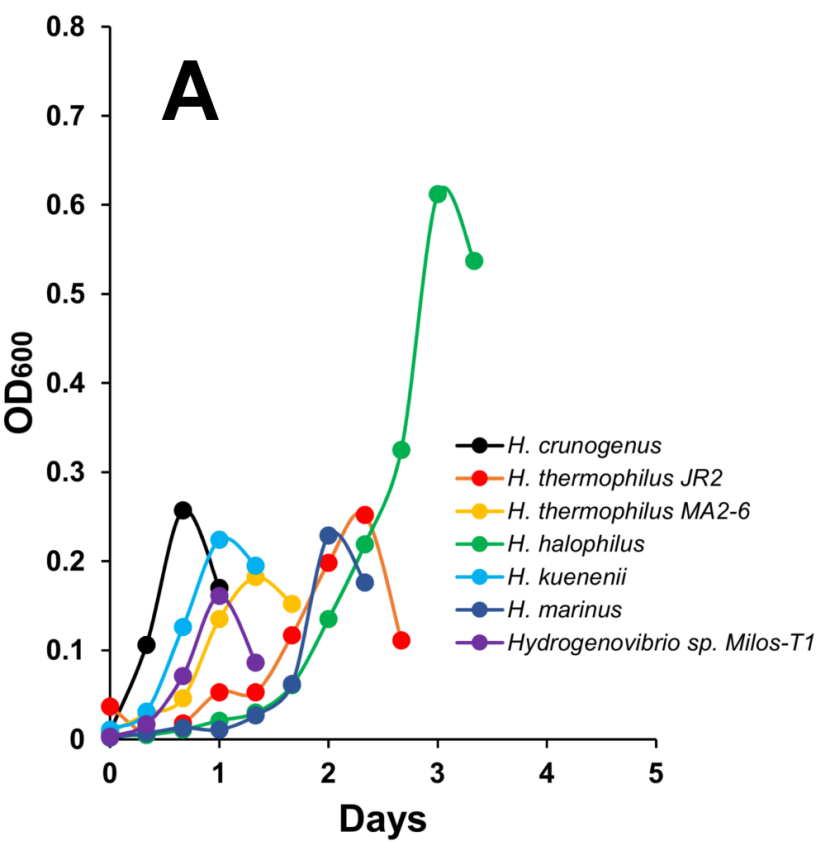 A
0.8
0.7
0.6
0.5
0.4
0.3
0.2
0.1
0
OD600
H. crunogenus
H. thermophilus JR2
H. thermophilus MA2-6
H. halophilus
H. kuenenii
H. marinus
Hydrogenovibrio sp. Milos-T1
0 1 2 3 4 5
Days